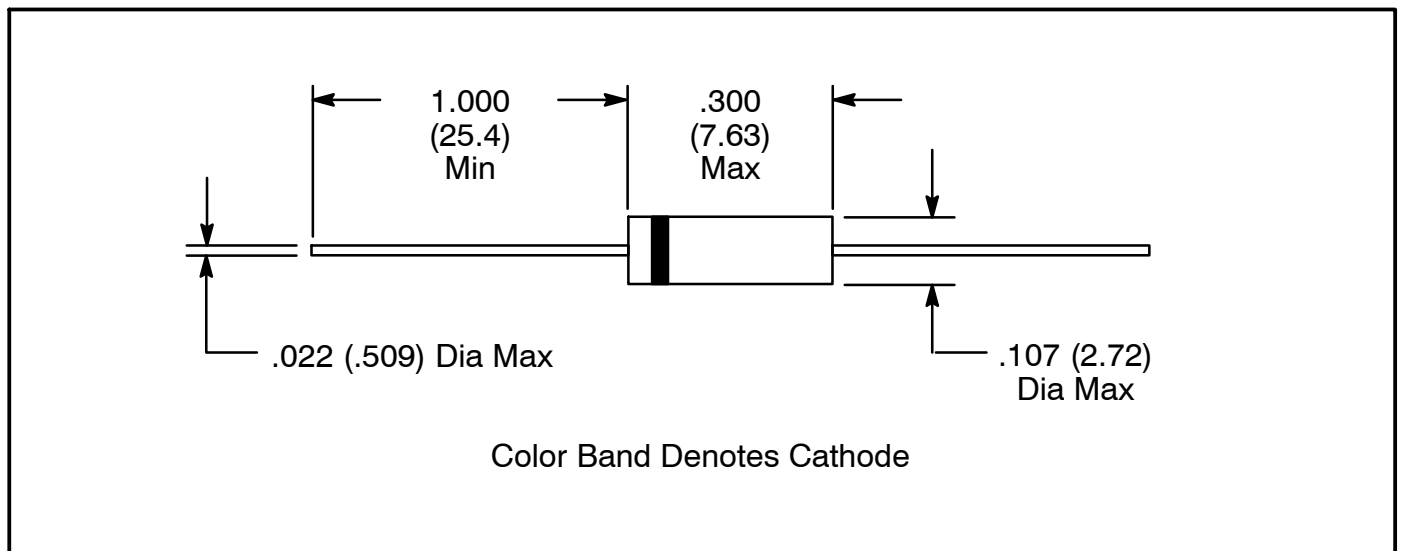 1.000
(25.4)
Min
.300
(7.63)
Max
.022 (.509) Dia Max
.107 (2.72)
Dia Max
Color Band Denotes Cathode